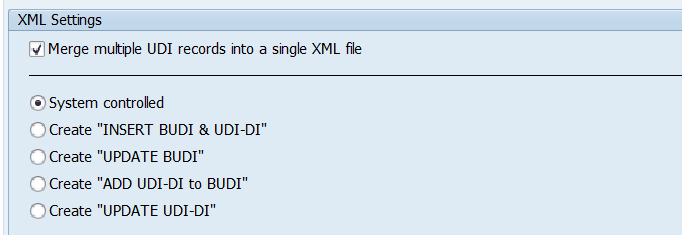 XML Settings
Merge multiple UDI records into a single XML file
System controlled
Create "INSERT BUDI & UDI-DI"
Create "UPDATE BUDI"
Create "ADD UDI-DI to BUDI"
Create "UPDATE UDI-DI"